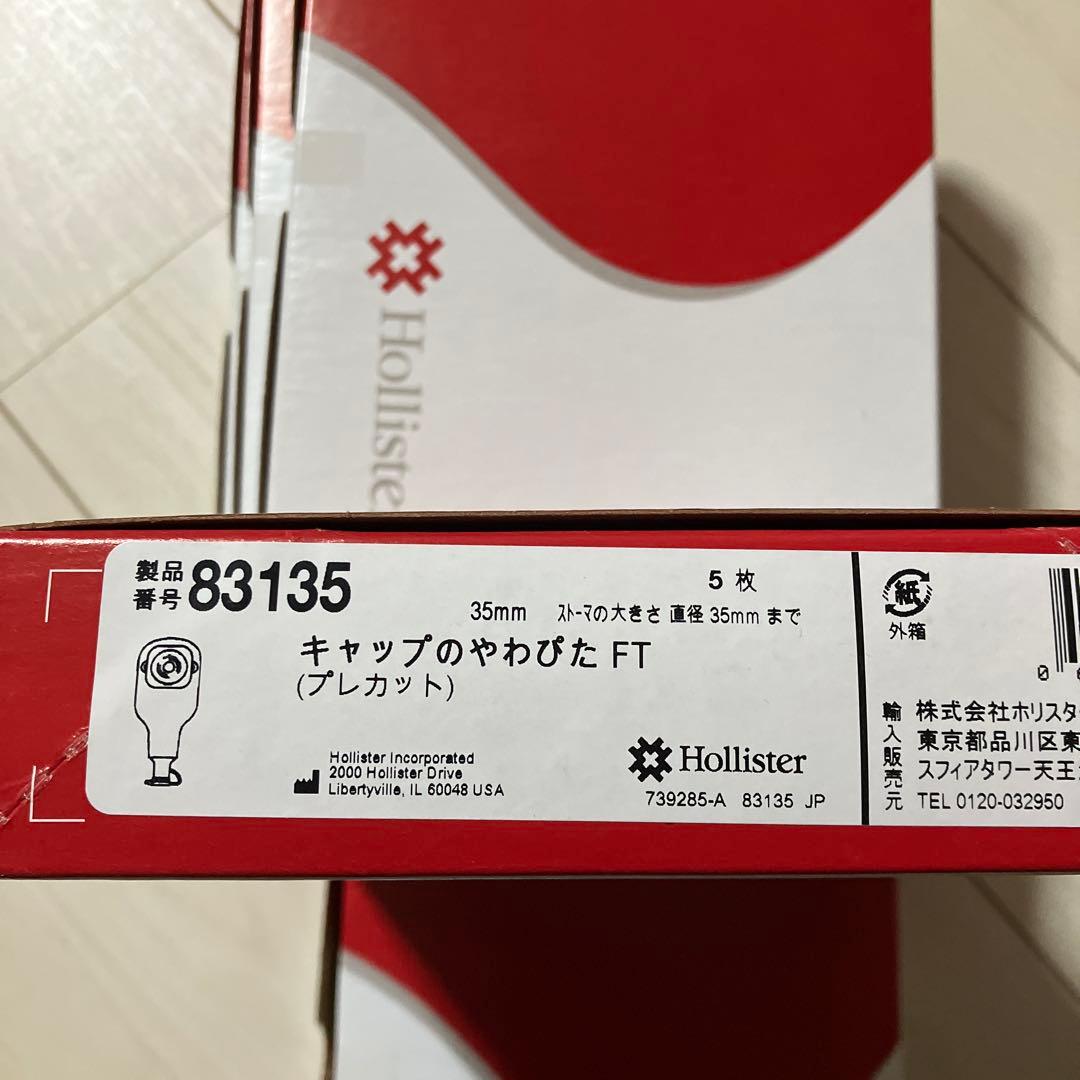 Holliste
製品
番号 83135
5 枚
35mm ストーマの大きさ 直径 35mm まで
キャップのやわぴた FT
(プレカット)
Hollister Incorporated
2000 Hollister Drive
Libertyville, IL 60048 USA
Hollister
739285-A 83135 JP
紙
外箱
0
輸入販売元
株式会社ホリスタ
東京都品川区東
スフィアタワー天王
TEL 0120-032950